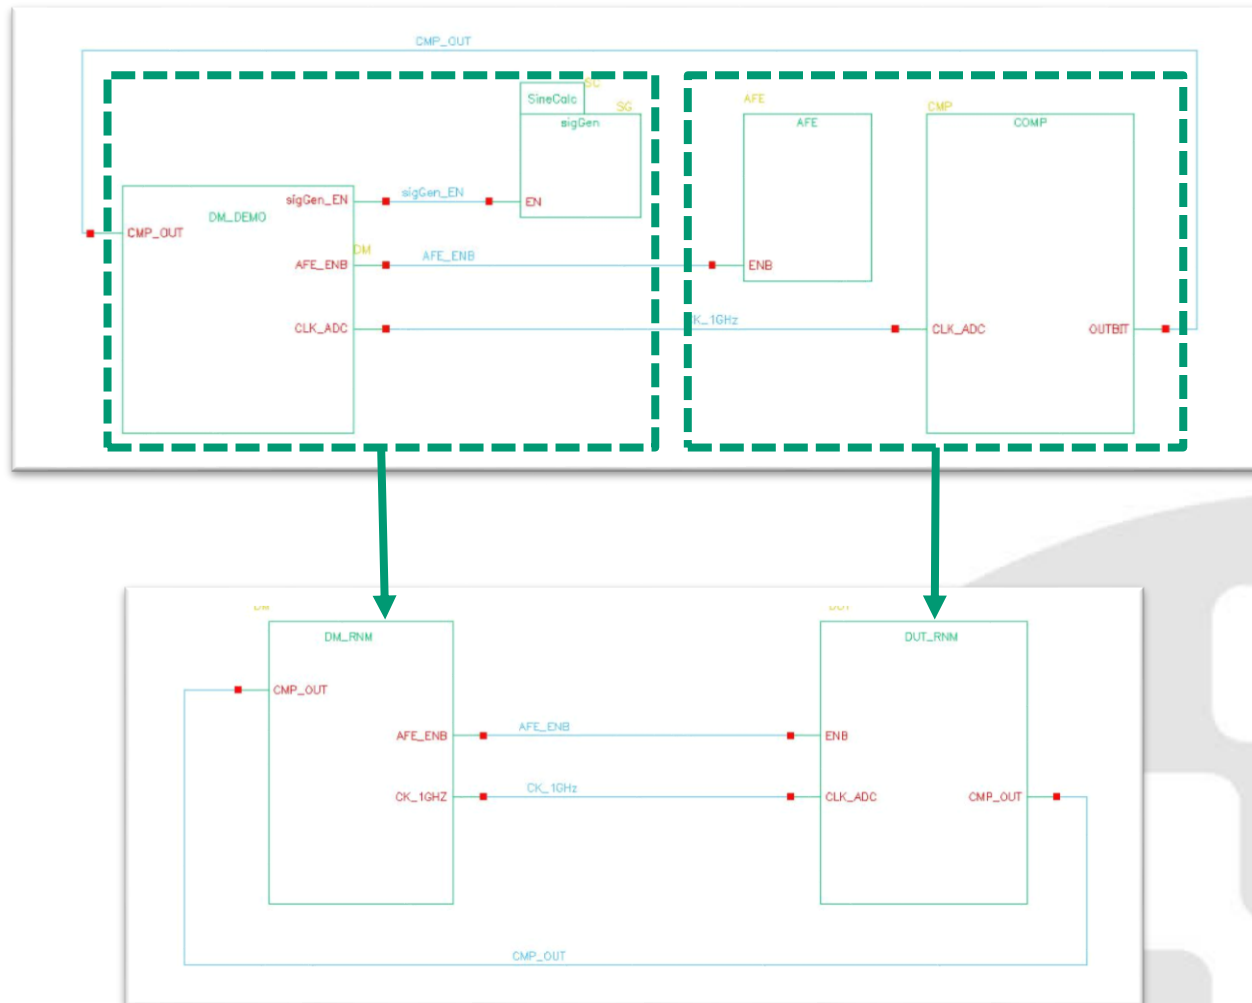 CMP_OUT
SC
SineCalc
SG
sigGen
AFE
AFE
CMP
COMP
sigGen_EN
sigGen_EN
EN
DM_DEMO
CMP_OUT
DM
AFE_ENB
AFE_ENB
ENB
CLK_ADC
K_1GHz
CLK_ADC
OUTBIT
DM_RNM
DUT_RNM
CMP_OUT
AFE_ENB
AFE_ENB
ENB
CK_1GHZ
CK_1GHz
CLK_ADC
CMP_OUT
CMP_OUT